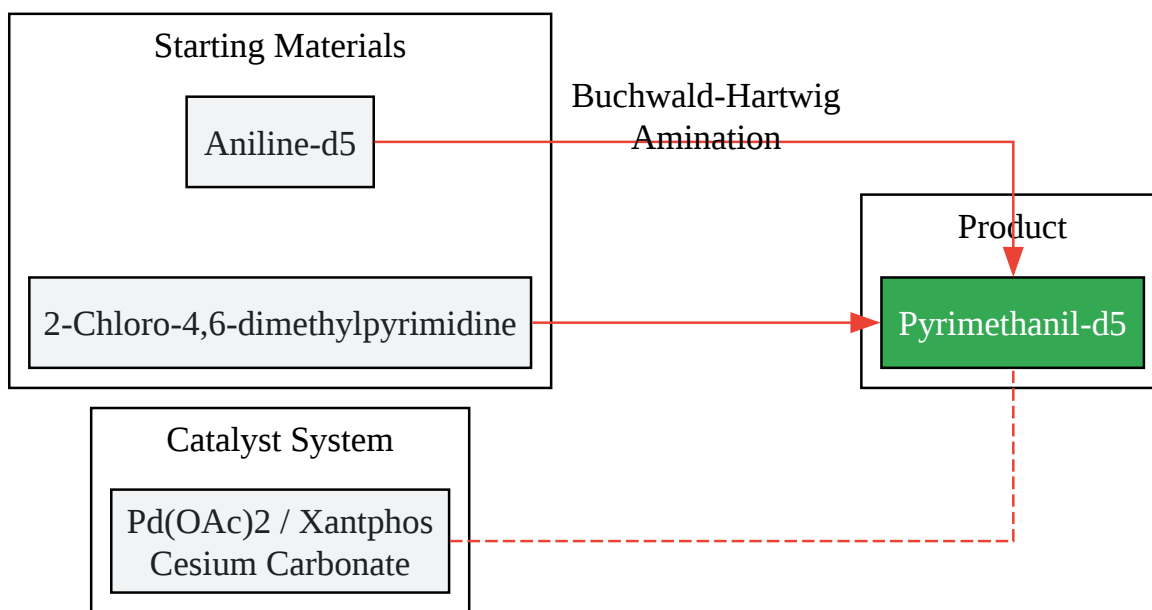 Starting Materials
Aniline-d5
Buchwald-Hartwig
Amination
2-Chloro-4,6-dimethylpyrimidine
Product
Pyrimethanil-d5
Catalyst System
Pd(OAc)2 / Xantphos
Cesium Carbonate